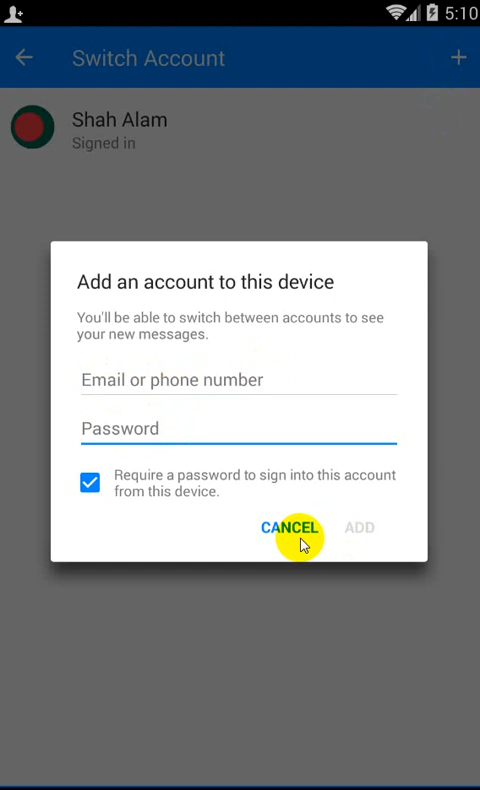 5:10
Switch Account
Shah Alam
Signed in
Add an account to this device
You'll be able to switch between accounts to see
your new messages.
Email or phone number
Password
Require a password to sign into this account
from this device.
CANCEL ADD